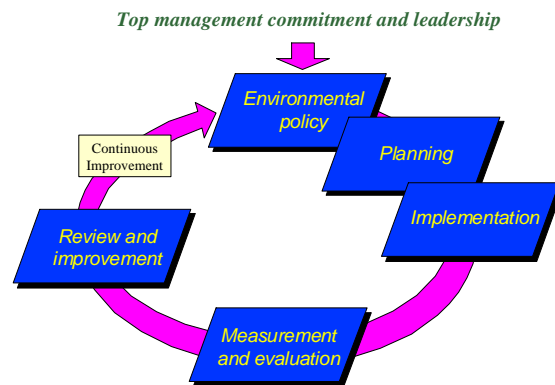 Top management commitment and leadership
Environmental
policy
Planning
Implementation
Continuous
Improvement
Review and
improvement
Measurement
and evaluation